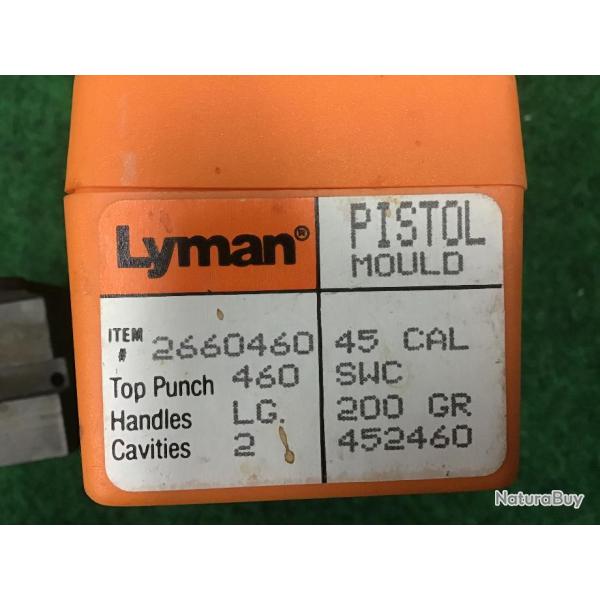 Lyman®
PISTOL
MOULD
ITEM # 2660460
Top Punch 460
Handles LG.
Cavities 2
45 CAL
SWC
200 GR
452460
NaturaBuy